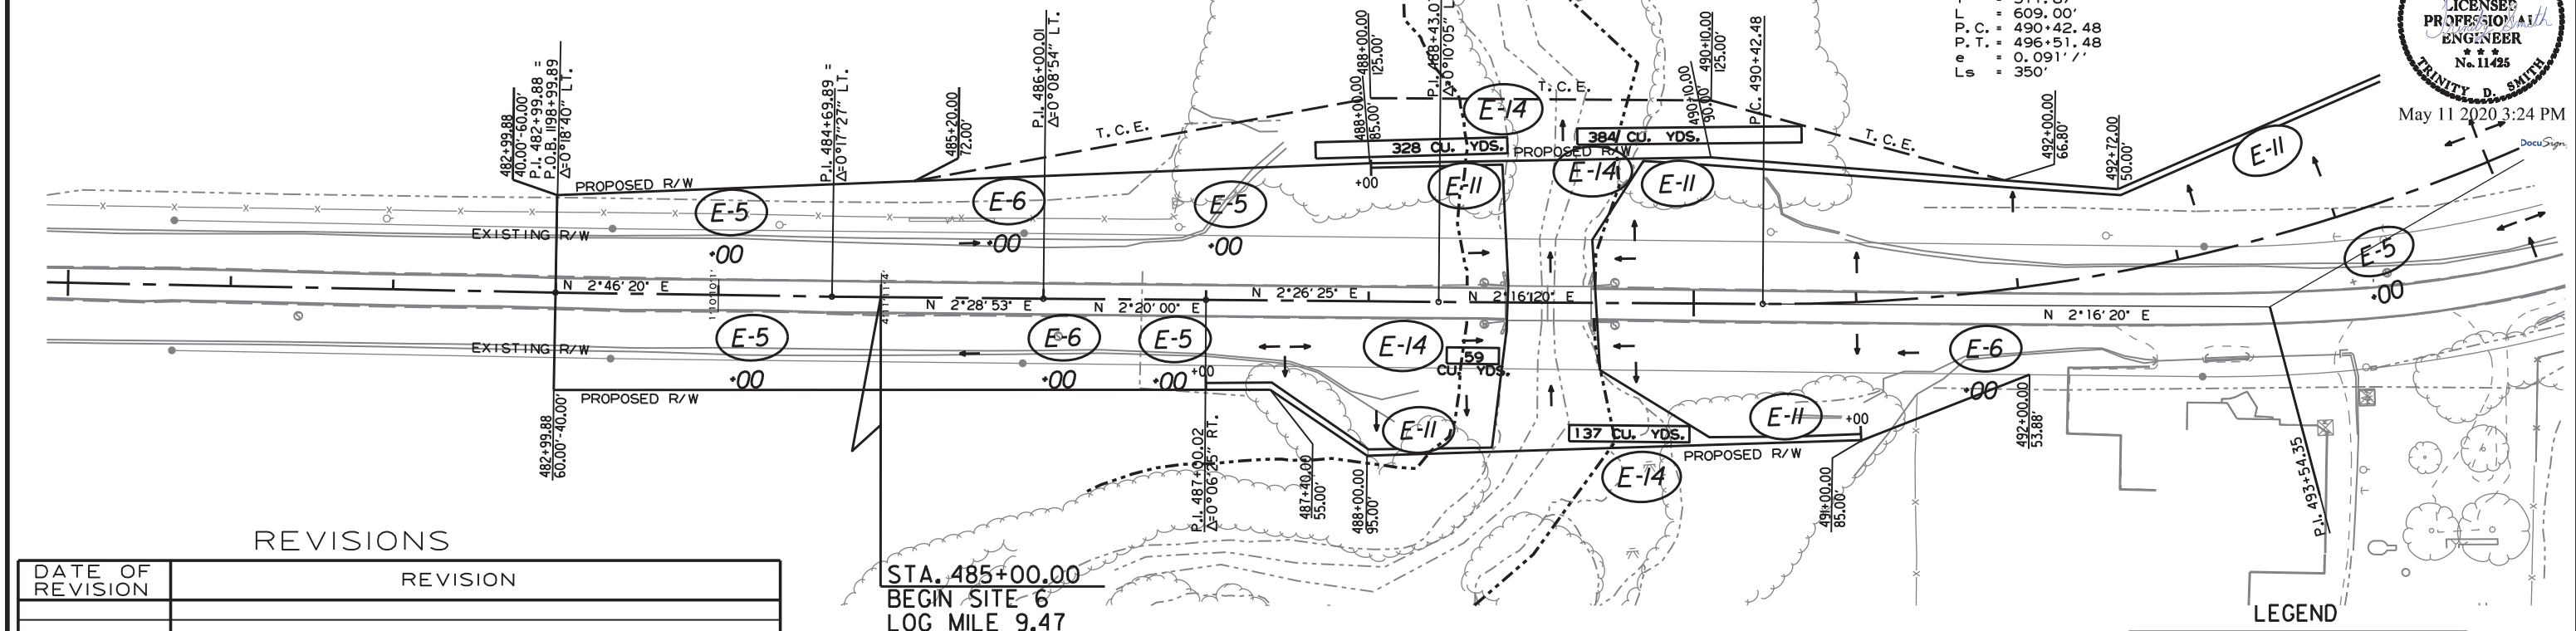 L = 609.00'
P.C. = 490+42.48
P.T. = 496+51.48
e = 0.091'/'
Ls = 350'
LICENSED
PROFESSIONAL
ENGINEER
★ ★ ★
No. 11425
TRINITY D. SMITH
May 11 2020 3:24 PM
DocuSign
482+99.88
40.00'-60.00'
P.I. 482+99.88 =
P.O.B. 1198+99.89
Δ=0°18'40" LT.
P.I. 484+69.89 =
Δ=0°17'27" LT.
485+20.00
72.00'
P.I. 486+00.01
Δ=0°08'54" LT.
488+00.00
85.00'
488+00.00
125.00'
Δ=0°10'05"
490+10.00
90.00'
490+10.00
125.00'
P.C. 490+42.48
492+00.00
66.80'
492+72.00
50.00'
T.C.E.
T.C.E.
T.C.E.
E-14
328 CU. YDS.
384 CU. YDS.
PROPOSED R/W
PROPOSED R/W
E-11
E-5
E-6
E-5
+00
E-11
E-14
E-11
EXISTING R/W
+00
+00
+00
E-5
+00
N 2°46'20" E
N 2°28'53" E
N 2°20'00" E
N 2°26'25" E
N 2°16'20" E
N 2°16'20" E
EXISTING R/W
E-5
E-6
E-5
E-14
59
CU. YDS.
E-6
+00
+00
+00
+00
+00
PROPOSED R/W
E-11
137 CU. YDS.
E-11
+00
PROPOSED R/W
E-14
482+99.88
60.00'-40.00'
P.I. 487+00.02
Δ=0°06'25" RT.
487+40.00
55.00'
488+00.00
95.00'
491+00.00
85.00'
492+00.00
53.88'
P.I. 493+54.35
REVISIONS
DATE OF
REVISION
REVISION
STA. 485+00.00
BEGIN SITE 6
LOG MILE 9.47
LEGEND